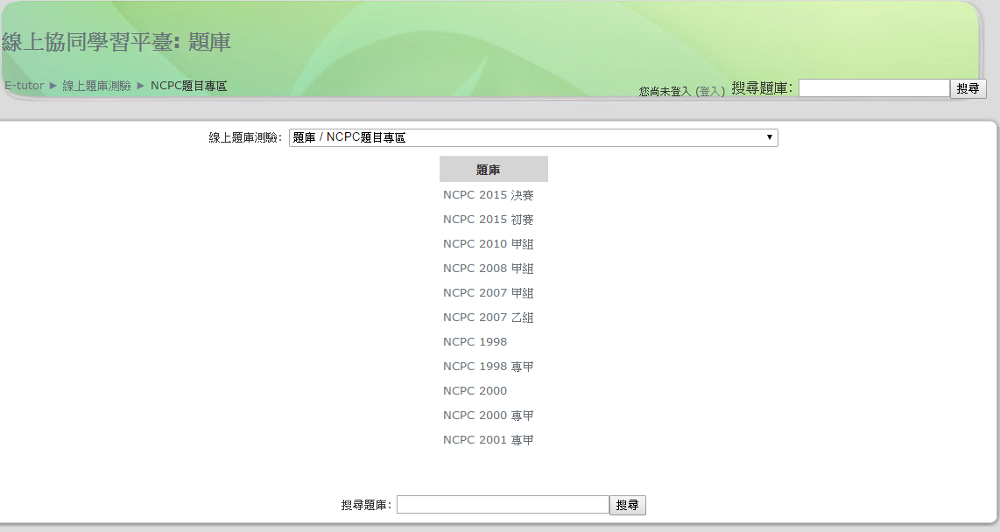 線上協同學習平臺: 題庫
E-tutor ► 線上題庫測驗 ► NCPC題目專區
您尚未登入 (登入) 搜尋題庫: 搜尋
線上題庫測驗: 題庫 / NCPC題目專區
題庫
NCPC 2015 決賽
NCPC 2015 初賽
NCPC 2010 甲組
NCPC 2008 甲組
NCPC 2007 甲組
NCPC 2007 乙組
NCPC 1998
NCPC 1998 專甲
NCPC 2000
NCPC 2000 專甲
NCPC 2001 專甲
搜尋題庫: 搜尋